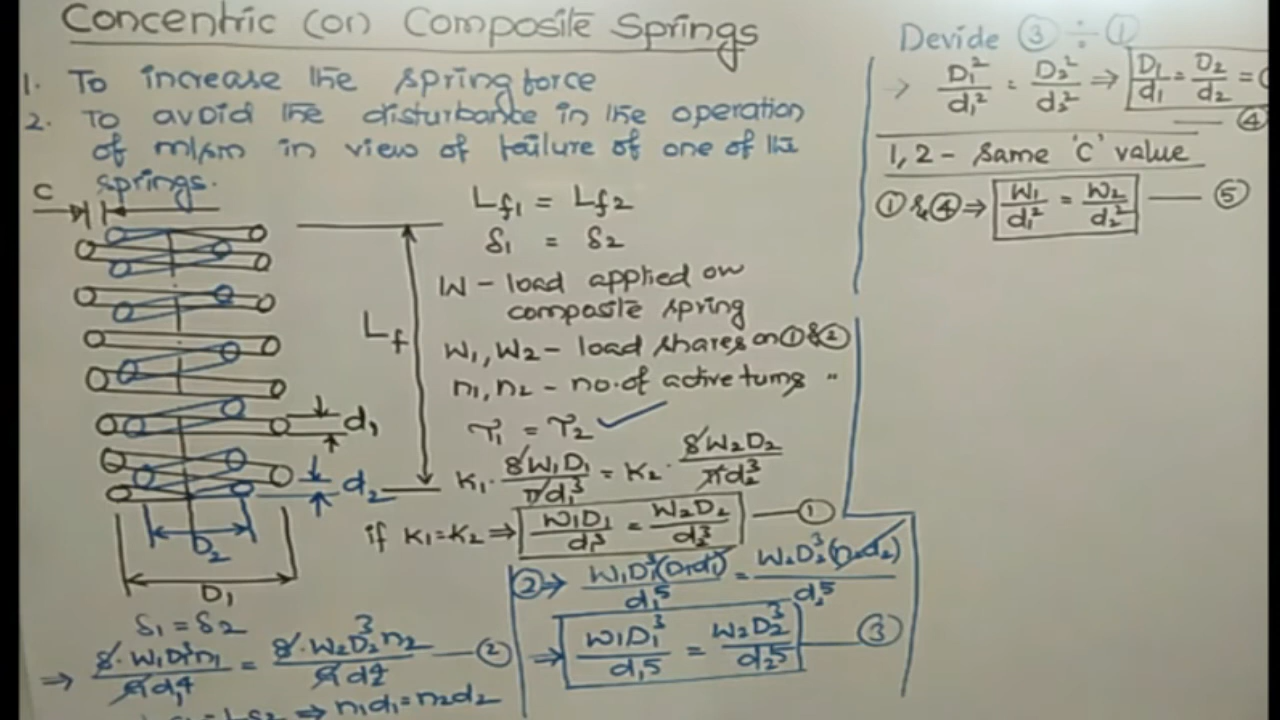 Concentric (or) Composite Springs
1. To increase the spring force
2. To avoid the disturbance in the operation
of m/sm in view of failure of one of the
springs.
C
Lf
d1
d2
D2
D1
Lf1 = Lf2
δ1 = δ2
W - load applied on
composite spring
W1, W2 - load shares on ① & ②
n1, n2 - no. of active turns "
τ1 = τ2 ✓
K1 · 8W1D1/πd1³ = K2 · 8W2D2/πd2³
if K1=K2 ⇒ W1D1/d1³ = W2D2/d2³ — ①
δ1 = δ2
⇒ 8·W1D1³n1/Gd1⁴ = 8·W2D2³n2/Gd2⁴ — ②
⇒ n1d1 = n2d2
② ⇒ W1D1³(n1d1)/d1⁵ = W2D2³(n2d2)/d2⁵
⇒ W1D1³/d1⁵ = W2D2³/d2⁵ — ③
Devide ③ ÷ ①
→ D1²/d1² = D2²/d2² ⇒ D1/d1 = D2/d2 =
— ④
1, 2 - same 'C' value
① & ④ ⇒ W1/d1² = W2/d2² — ⑤